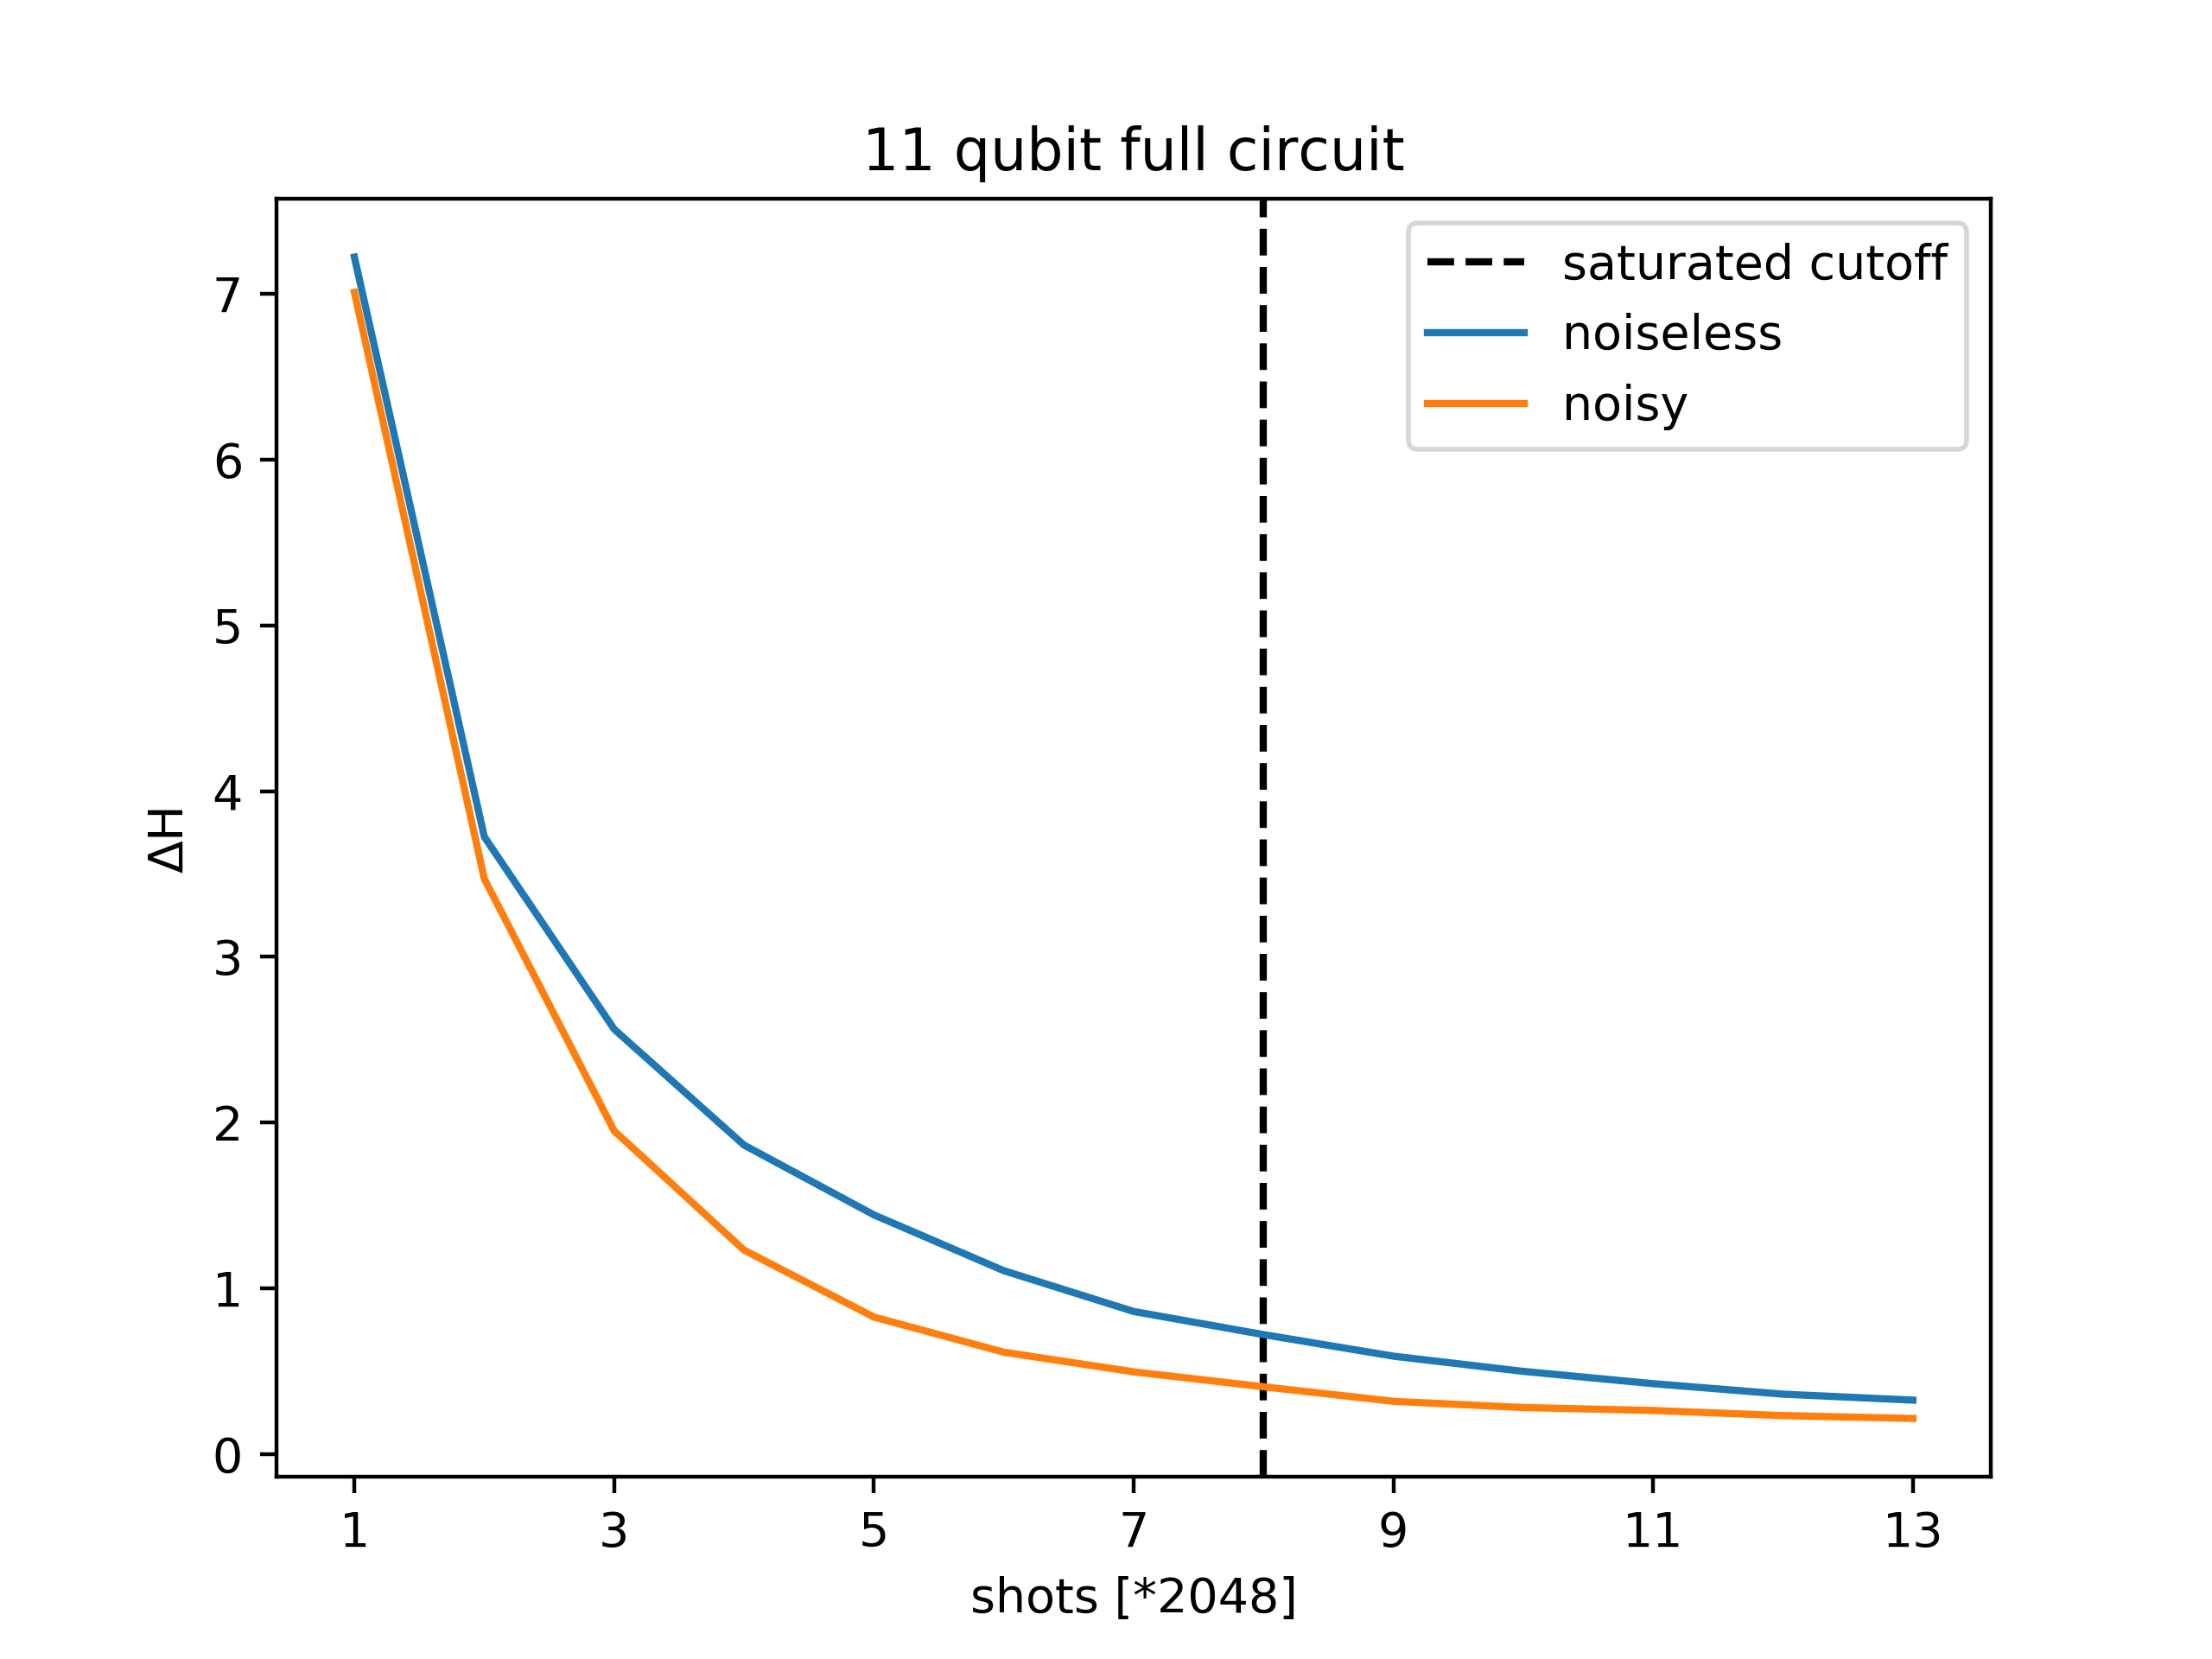 11 qubit full circuit
saturated cutoff
noiseless
noisy
7
6
5
4
3
2
1
0
ΔH
1 3 5 7 9 11 13
shots [*2048]